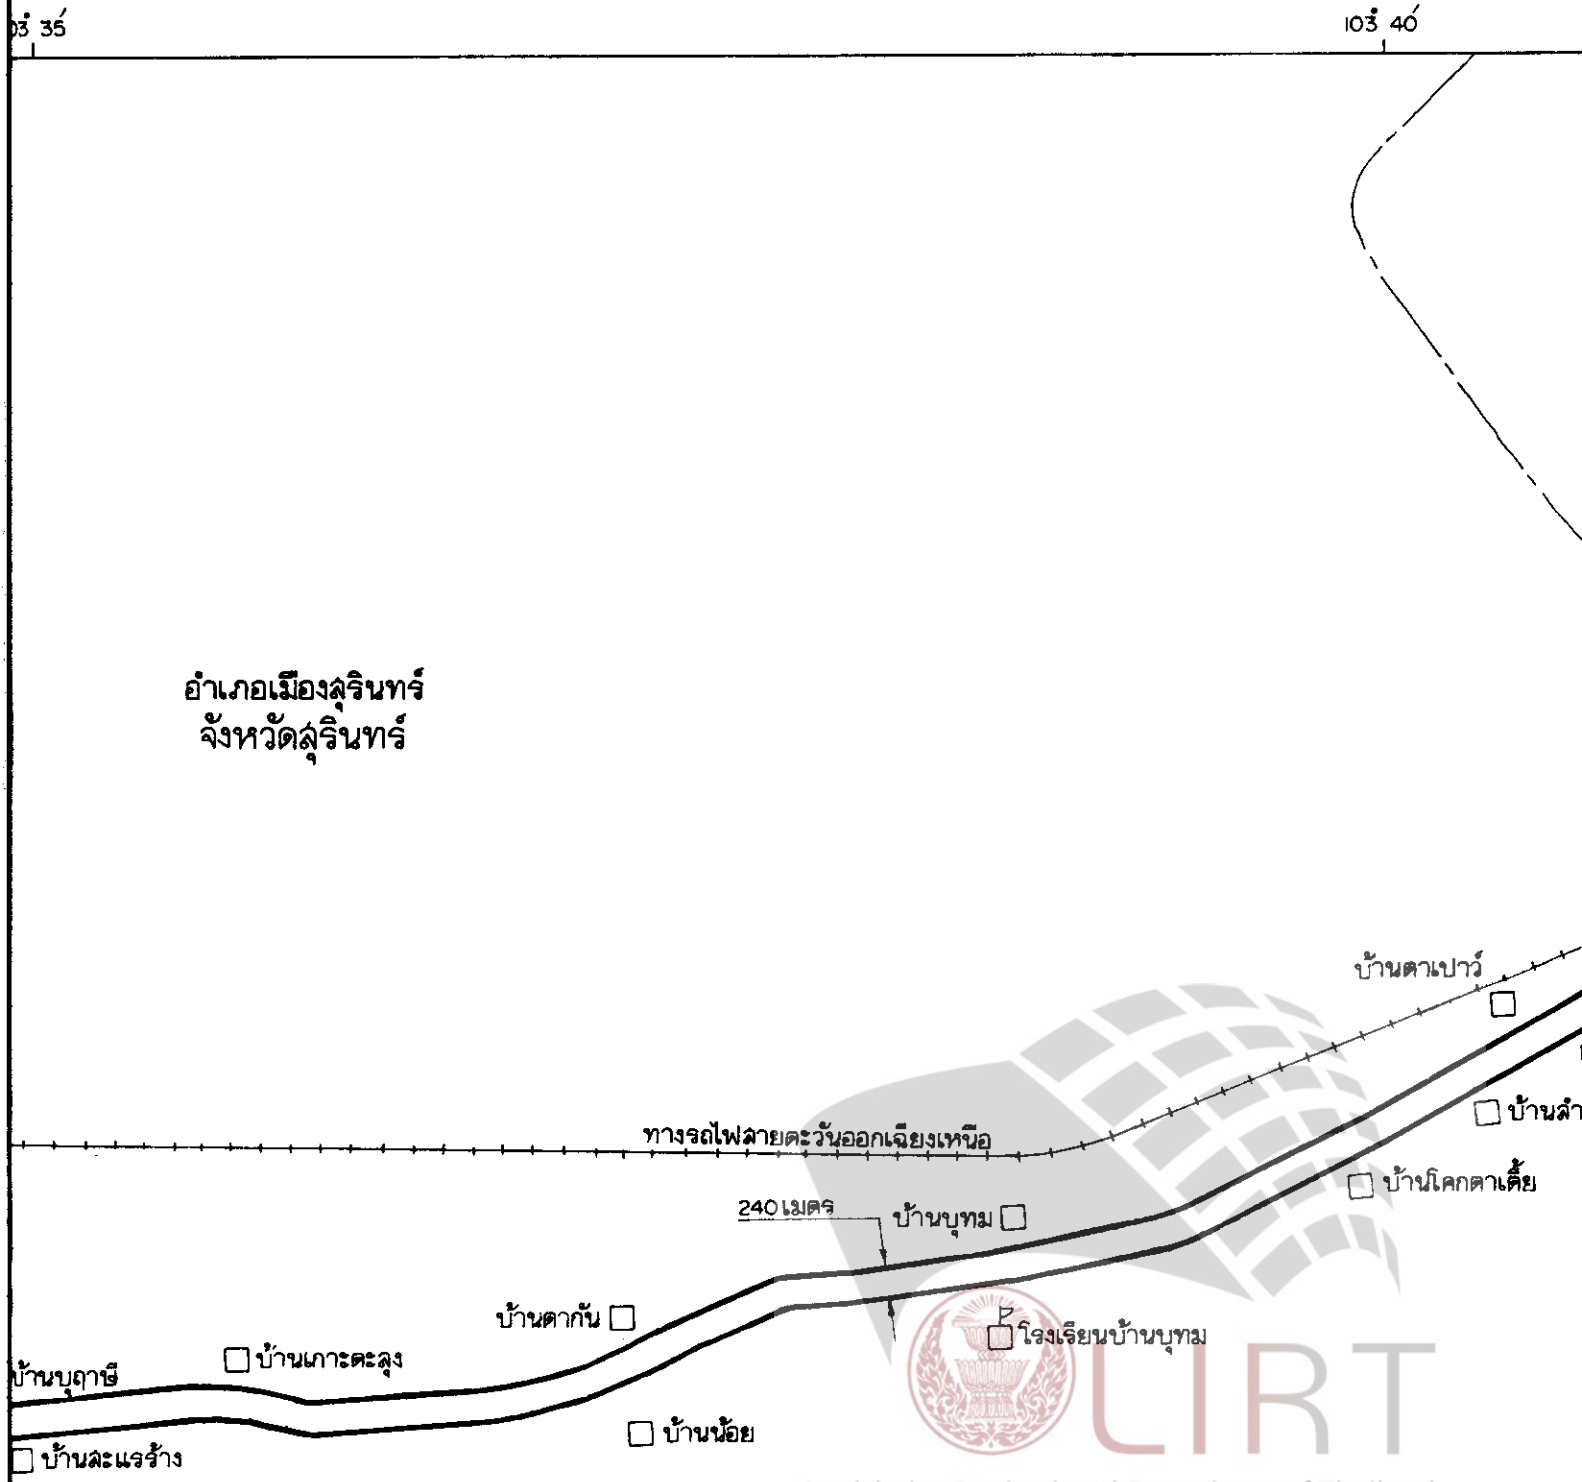 103° 40′
อำเภอเมืองสุรินทร์
จังหวัดสุรินทร์
บ้านตาเปาว์
บ้านลำ
ทางรถไฟสายตะวันออกเฉียงเหนือ
บ้านโคกตาเตี้ย
240 เมตร
บ้านบุทม
บ้านตากัน
โรงเรียนบ้านบุทม
บ้านเกาะตะลุง
บ้านบุฤาษี
บ้านน้อย
บ้านละแรร้าง
LIRT